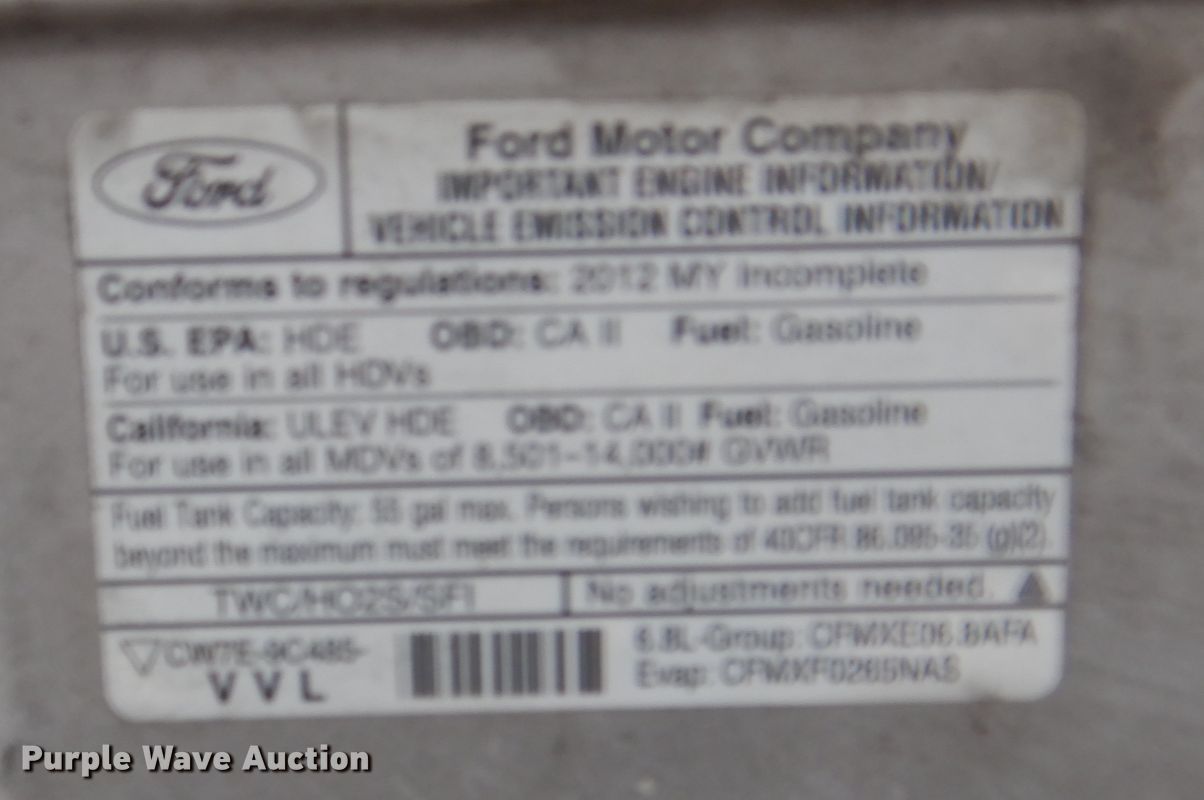 Ford
Ford Motor Company
IMPORTANT ENGINE INFORMATION/
VEHICLE EMISSION CONTROL INFORMATION
Conforms to regulations: 2012 MY Incomplete
U.S. EPA: HDE OBD: CA II Fuel: Gasoline
For use in all HDVs
California: ULEV HDE OBD: CA II Fuel: Gasoline
For use in all MDVs of 8,501-14,000# GVWR
Fuel Tank Capacity: 55 gal max. Persons wishing to add fuel tank capacity
beyond the maximum must meet the requirements of 40CFR 86.095-35 (g)(2).
TWC/HO2S/SFI
No adjustments needed.
CW7E-9C485-
VVL
6.8L-Group: CFMXE06.8AFA
Evap: CFMXF0265NAS
Purple Wave Auction